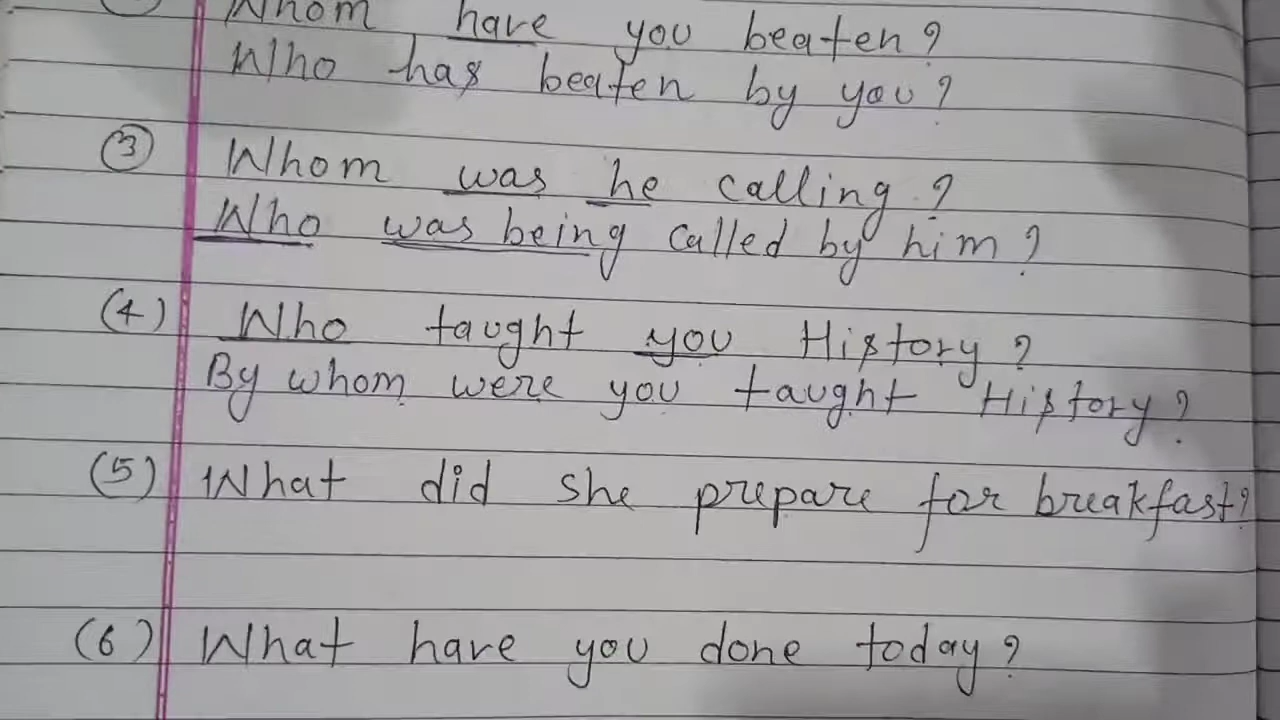 Whom have you beaten?
Who has beaten by you?
(3) Whom was he calling?
Who was being called by him?
(4) Who taught you History?
By whom were you taught History?
(5) What did she prepare for breakfast?
(6) What have you done today?